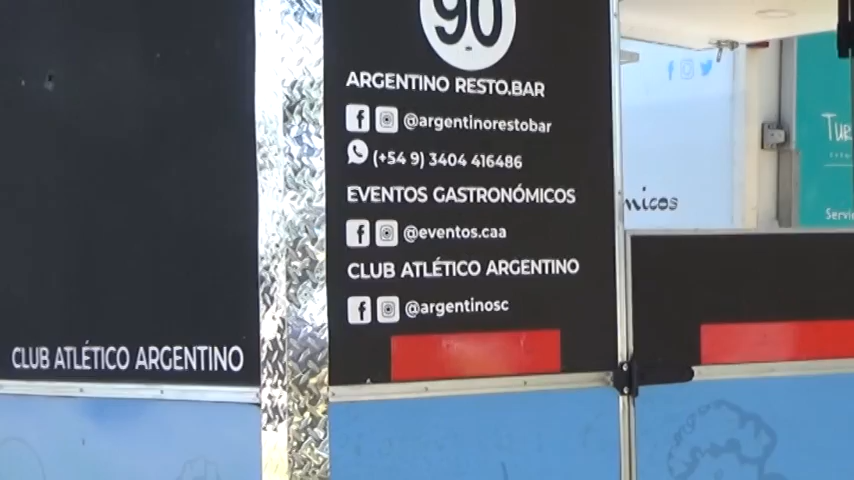 90
ARGENTINO RESTO.BAR
@argentinorestobar
(+54 9) 3404 416486
EVENTOS GASTRONÓMICOS
@eventos.caa
CLUB ATLÉTICO ARGENTINO
@argentinosc
CLUB ATLÉTICO ARGENTINO